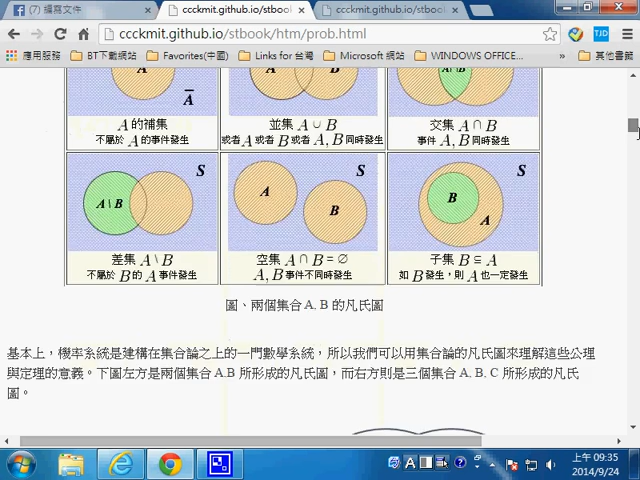 (7) 撰寫文件
ccckmit.github.io/stbook
ccckmit.github.io/stbook
ccckmit.github.io/stbook/htm/prob.html
應用服務 BT下載網站 Favorites(中國) Links for 台灣 Microsoft 網站 WINDOWS OFFICE... 其他書籤
TJD
A
A
A B
A∩B
A 的補集
不屬於 A 的事件發生
並集 A ∪ B
或者 A 或者 B 或者 A, B 同時發生
交集 A ∩ B
事件 A, B 同時發生
S
A \ B
S
A
B
S
B
A
差集 A \ B
不屬於 B 的 A 事件發生
空集 A ∩ B = ∅
A, B 事件不同時發生
子集 B ⊆ A
如 B 發生，則 A 也一定發生
圖、兩個集合 A. B 的凡氏圖
基本上，機率系統是建構在集合論之上的一門數學系統，所以我們可以用集合論的凡氏圖來理解這些公理
與定理的意義。下圖左方是兩個集合 A.B 所形成的凡氏圖，而右方則是三個集合 A. B. C 所形成的凡氏
圖。
A
上午 09:35
2014/9/24